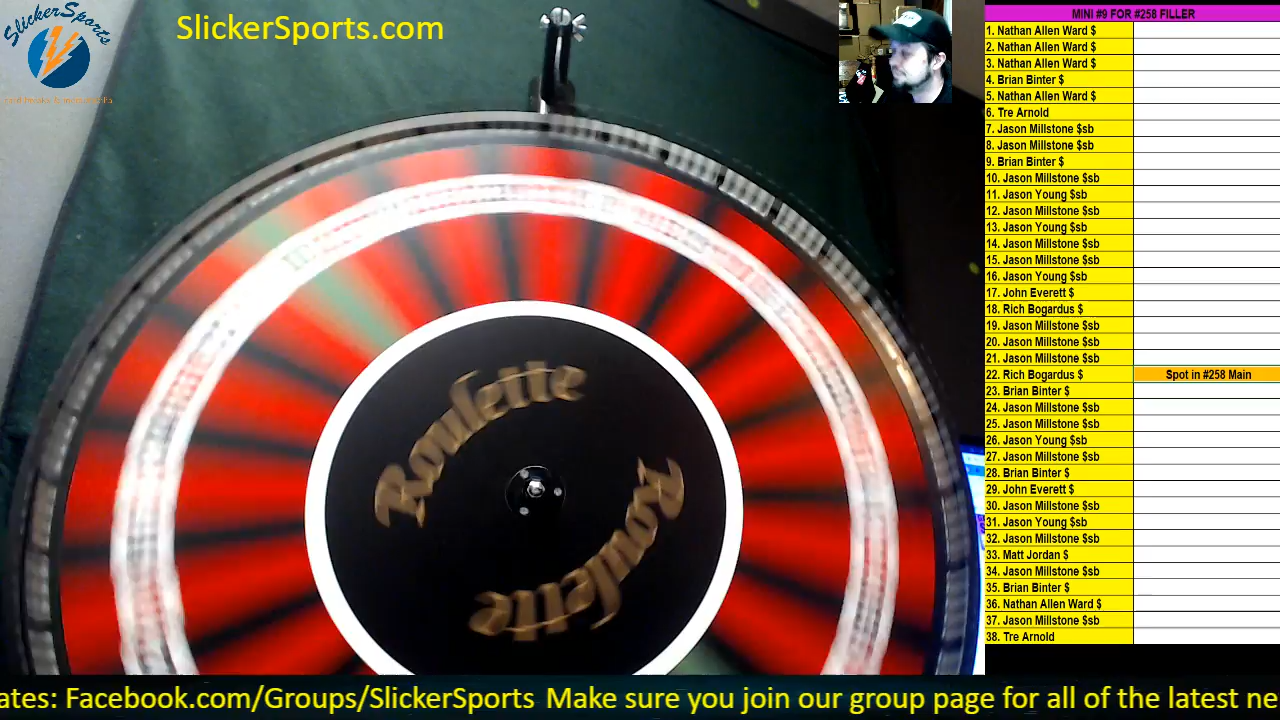 SlickerSports
SlickerSports.com
Roulette
Roulette
MINI #9 FOR #258 FILLER
1. Nathan Allen Ward $
2. Nathan Allen Ward $
3. Nathan Allen Ward $
4. Brian Binter $
5. Nathan Allen Ward $
6. Tre Arnold
7. Jason Millstone $sb
8. Jason Millstone $sb
9. Brian Binter $
10. Jason Millstone $sb
11. Jason Young $sb
12. Jason Millstone $sb
13. Jason Young $sb
14. Jason Millstone $sb
15. Jason Millstone $sb
16. Jason Young $sb
17. John Everett $
18. Rich Bogardus $
19. Jason Millstone $sb
20. Jason Millstone $sb
21. Jason Millstone $sb
22. Rich Bogardus $ Spot in #258 Main
23. Brian Binter $
24. Jason Millstone $sb
25. Jason Millstone $sb
26. Jason Young $sb
27. Jason Millstone $sb
28. Brian Binter $
29. John Everett $
30. Jason Millstone $sb
31. Jason Young $sb
32. Jason Millstone $sb
33. Matt Jordan $
34. Jason Millstone $sb
35. Brian Binter $
36. Nathan Allen Ward $
37. Jason Millstone $sb
38. Tre Arnold
ates: Facebook.com/Groups/SlickerSports Make sure you join our group page for all of the latest ne